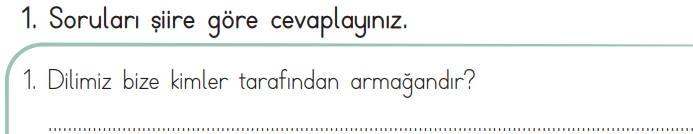 1. Soruları şiire göre cevaplayınız.
1. Dilimiz bize kimler tarafından armağandır?